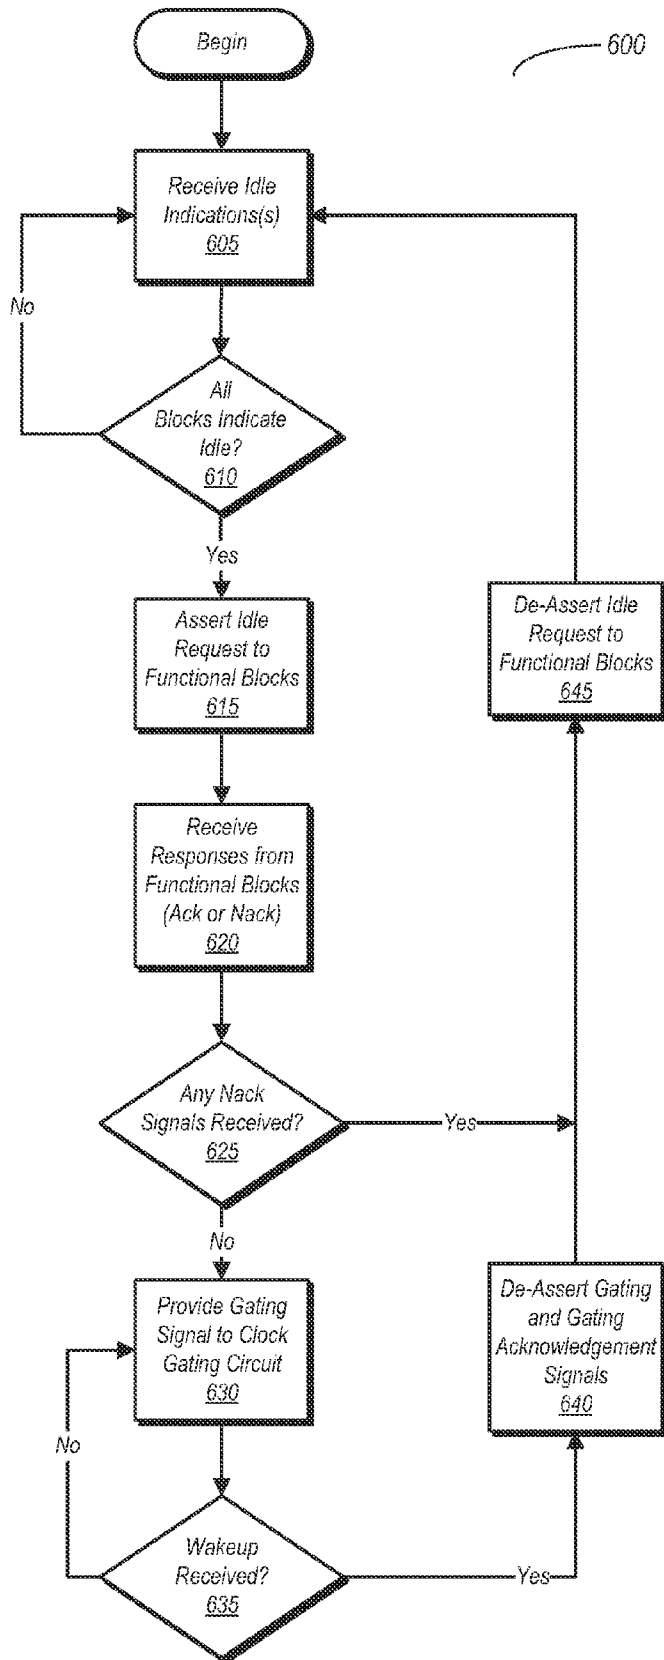 Begin
600
Receive Idle
Indications(s)
605
No
All
Blocks Indicate
Idle?
610
Yes
Assert Idle
Request to
Functional Blocks
615
De-Assert Idle
Request to
Functional Blocks
645
Receive
Responses from
Functional Blocks
(Ack or Nack)
620
Any Nack
Signals Received?
625
Yes
No
Provide Gating
Signal to Clock
Gating Circuit
630
De-Assert Gating
and Gating
Acknowledgement
Signals
640
No
Wakeup
Received?
635
Yes